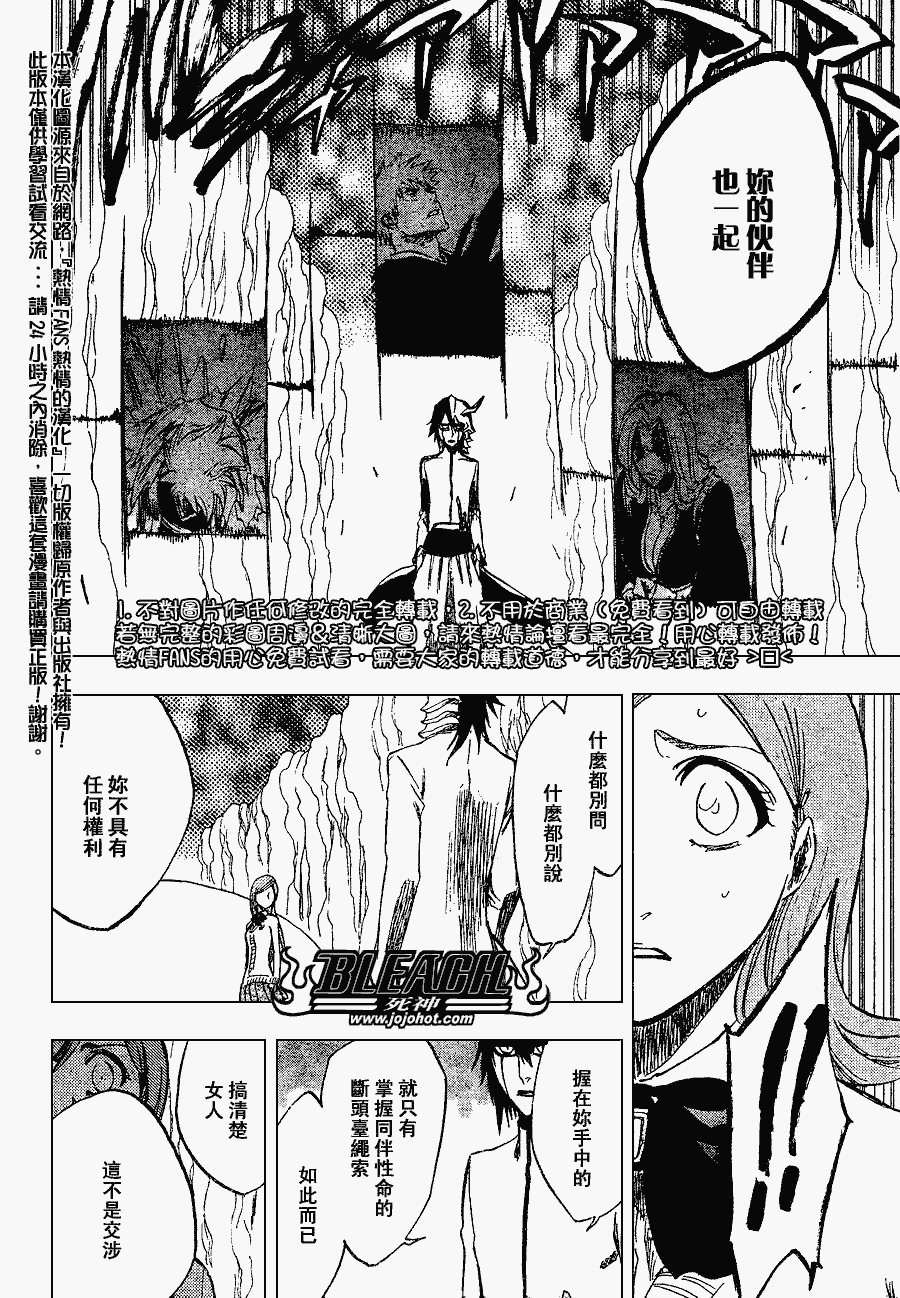 妳的伙伴
也一起
本漢化圖源來自於網路,『熱情FANS 熱情的漢化』一切版權歸原作者與出版社擁有!
此版本僅供學習試看交流... 請24小時之內消除,喜歡這套漫畫請購買正版!謝謝。
1. 不對圖片作任何修改的完全轉載,2. 不用於商業(免費看到)可自由轉載
若無完整的彩圖周漫&清晰大圖,請來熱情論壇看最完全!用心轉載發佈!
熱情FANS的用心免費試看,需要大家的轉載道德,才能分享到最好 >口<
!!
什麼都別問
什麼都別說
妳不具有
任何權利
BLEACH
死神
www.jojohot.com
握在妳手中的
就只有
掌握同伴性命的
斷頭臺繩索
如此而已
搞清楚
女人
這不是交涉